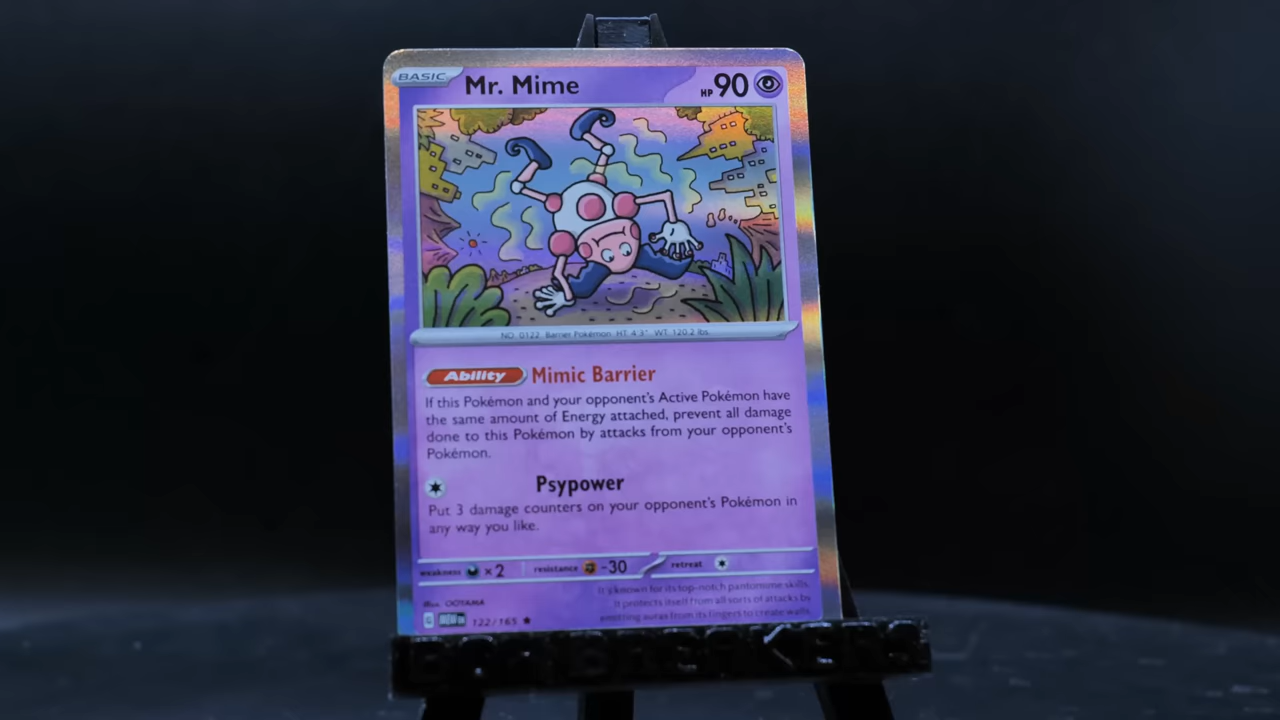 BASIC Mr. Mime HP 90
NO. 0122 Barrier Pokémon HT: 4'3" WT: 120.2 lbs.
Ability Mimic Barrier
If this Pokémon and your opponent's Active Pokémon have
the same amount of Energy attached, prevent all damage
done to this Pokémon by attacks from your opponent's
Pokémon.
Psypower
Put 3 damage counters on your opponent's Pokémon in
any way you like.
weakness ×2 resistance -30 retreat
It's known for its top-notch pantomime skills.
It protects itself from all sorts of attacks by
emitting auras from its fingers to create walls.
Illus. OOYAMA
G MEW EN 122/165